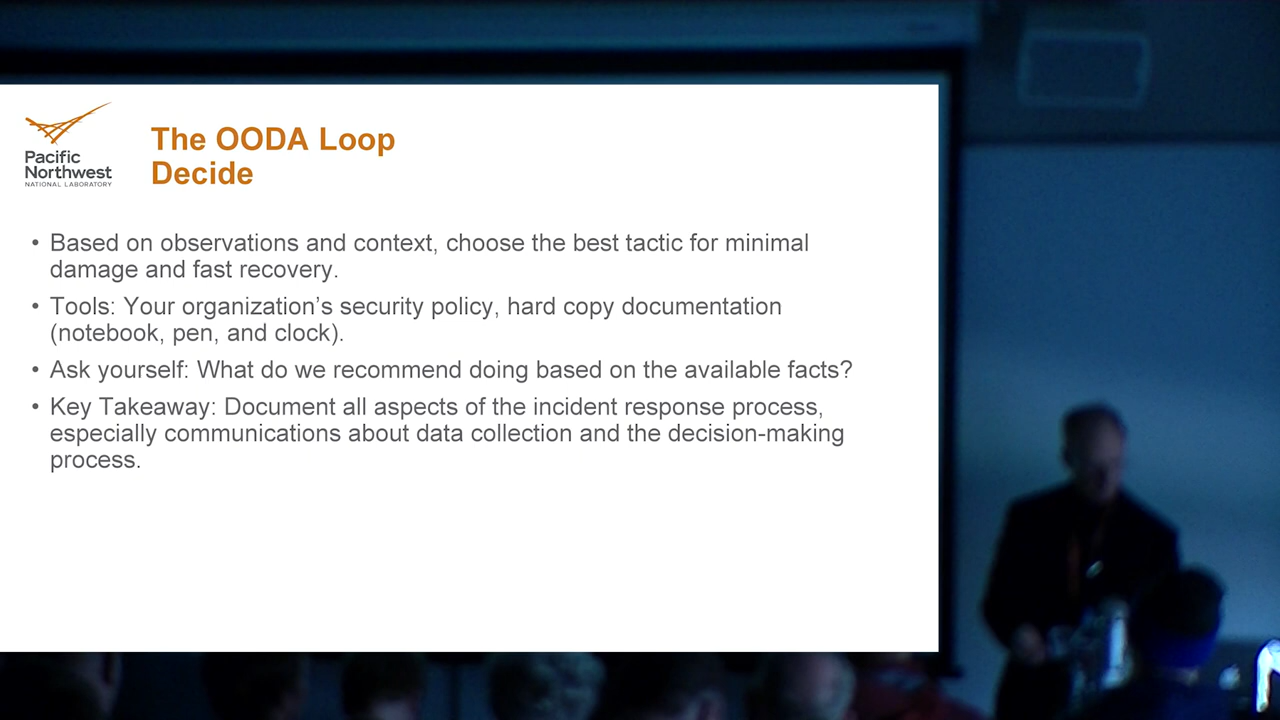 Pacific
Northwest
NATIONAL LABORATORY
The OODA Loop
Decide
• Based on observations and context, choose the best tactic for minimal
damage and fast recovery.
• Tools: Your organization’s security policy, hard copy documentation
(notebook, pen, and clock).
• Ask yourself: What do we recommend doing based on the available facts?
• Key Takeaway: Document all aspects of the incident response process,
especially communications about data collection and the decision-making
process.